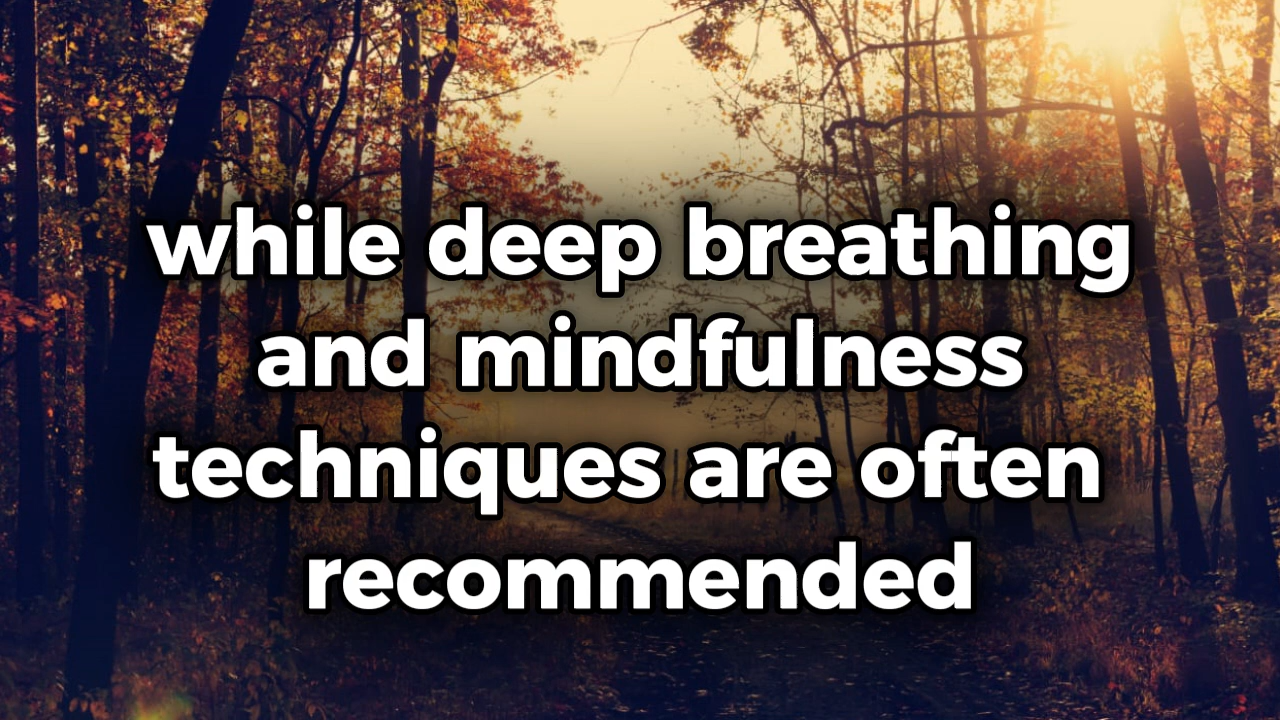 while deep breathing
and mindfulness
techniques are often
recommended